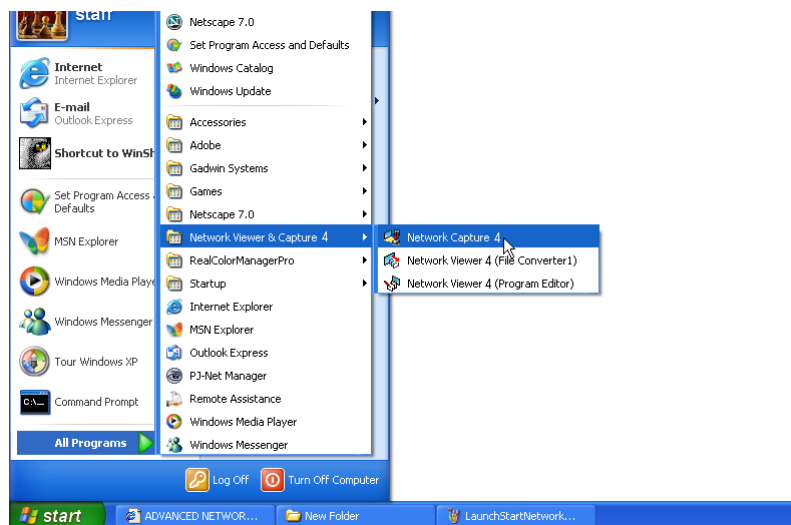 staff
Internet
Internet Explorer
E-mail
Outlook Express
Shortcut to WinSh
Set Program Access
Defaults
MSN Explorer
Windows Media Playe
Windows Messenger
Tour Windows XP
Command Prompt
All Programs
Netscape 7.0
Set Program Access and Defaults
Windows Catalog
Windows Update
Accessories
Adobe
Gadwin Systems
Games
Netscape 7.0
Network Viewer & Capture 4
RealColorManagerPro
Startup
Internet Explorer
MSN Explorer
Outlook Express
PJ-Net Manager
Remote Assistance
Windows Media Player
Windows Messenger
Network Capture 4
Network Viewer 4 (File Converter1)
Network Viewer 4 (Program Editor)
Log Off
Turn Off Computer
start
ADVANCED NETWOR...
New Folder
LaunchStartNetwork...